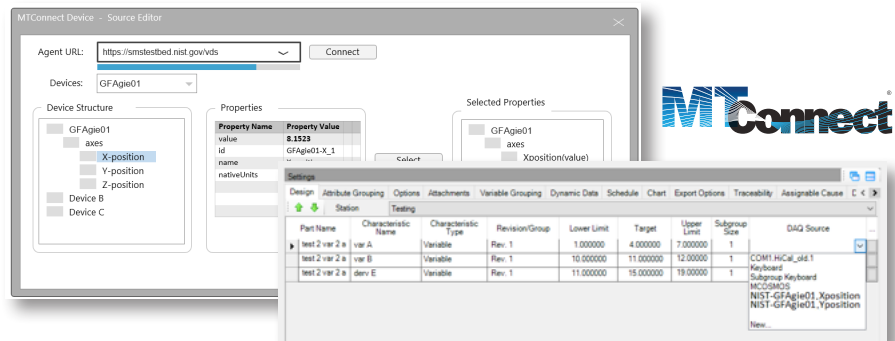 MTConnect Device - Source Editor
Agent URL: https://smstestbed.nist.gov/vds Connect
Devices: GFAgie01
Device Structure
GFAgie01
axes
X-position
Y-position
Z-position
Device B
Device C
Properties
Property Name Property Value
value 8.1523
id GFAgie01-X_1
name
nativeUnits
Select
Selected Properties
GFAgie01
axes
Xposition(value)
MTConnect
®
Settings
Design Attribute Grouping Options Attachments Variable Grouping Dynamic Data Schedule Chart Export Options Traceability Assignable Cause
Station Testing
Part Name Characteristic Name Characteristic Type Revision/Group Lower Limit Target Upper Limit Subgroup Size DAQ Source ...
test 2 var 2 a var A Variable Rev. 1 1.000000 4.000000 7.000000 1
test 2 var 2 a var B Variable Rev. 1 10.000000 11.000000 12.00000 1
test 2 var 2 a derv E Variable Rev. 1 11.000000 15.000000 19.00000 1
COM1.HiCal_old.1
Keyboard
Subgroup Keyboard
MCOSMOS
NIST-GFAgie01,Xposition
NIST-GFAgie01,Yposition
New...